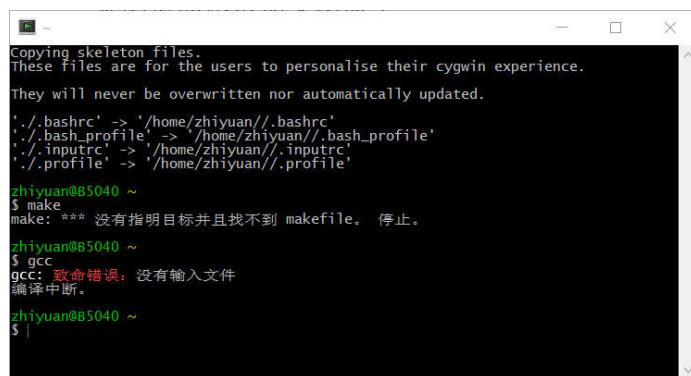 ~
Copying skeleton files.
These files are for the users to personalise their cygwin experience.
They will never be overwritten nor automatically updated.
'./.bashrc' -> '/home/zhiyuan//.bashrc'
'./.bash_profile' -> '/home/zhiyuan//.bash_profile'
'./.inputrc' -> '/home/zhiyuan//.inputrc'
'./.profile' -> '/home/zhiyuan//.profile'
zhiyuan@B5040 ~
$ make
make: *** 没有指明目标并且找不到 makefile。 停止。
zhiyuan@B5040 ~
$ gcc
gcc: 致命错误：没有输入文件
编译中断。
zhiyuan@B5040 ~
$